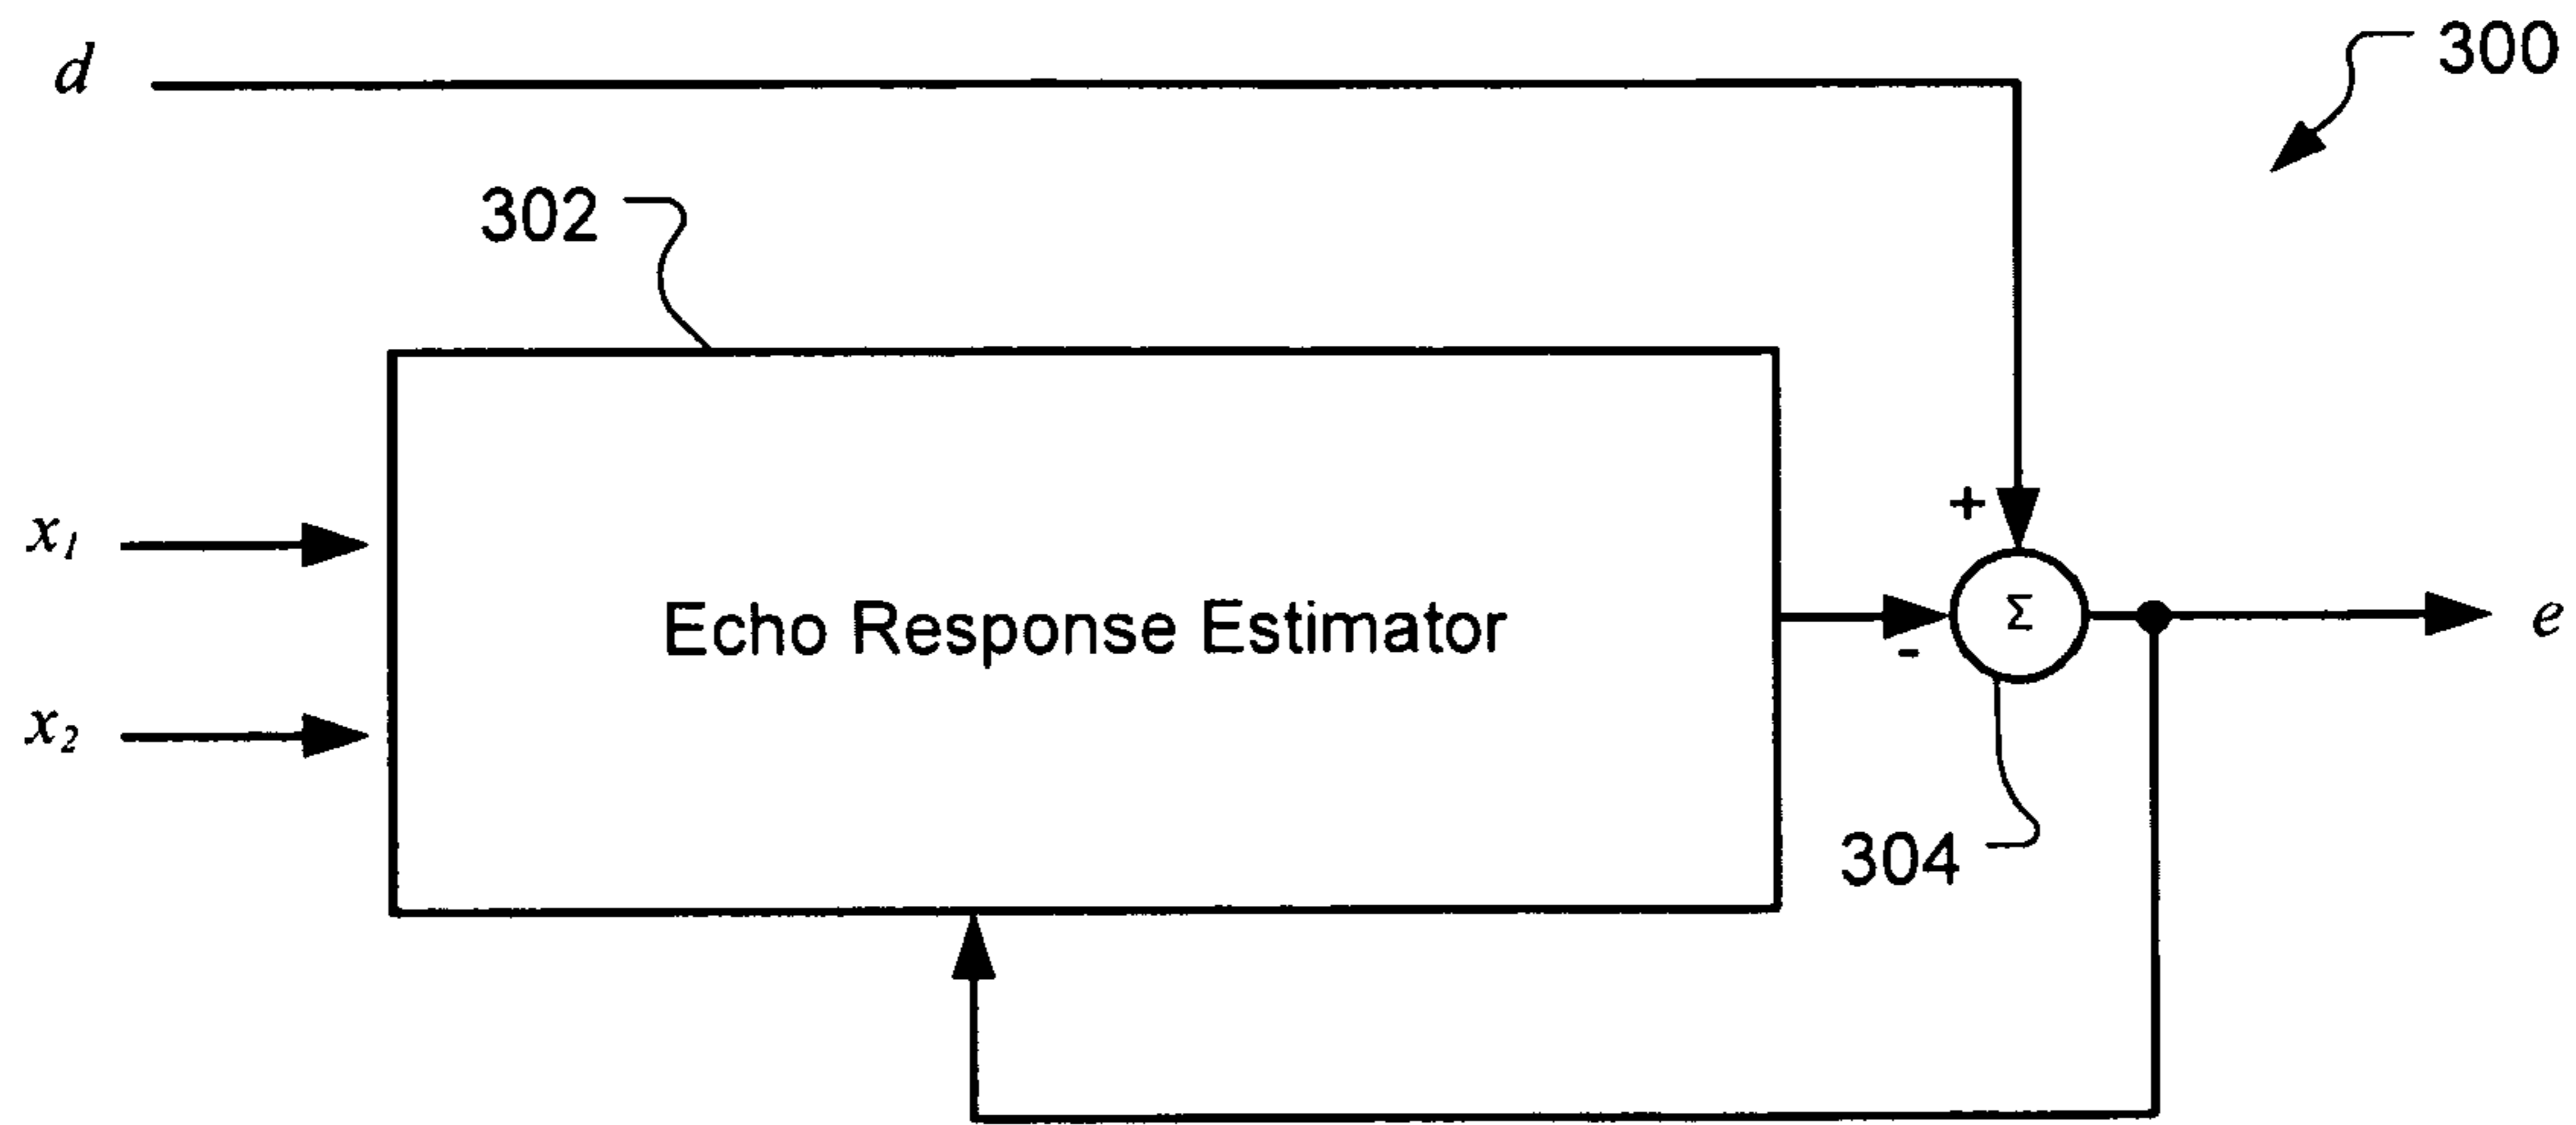 d
300
302
x₁
+
Echo Response Estimator
Σ
e
-
x₂
304